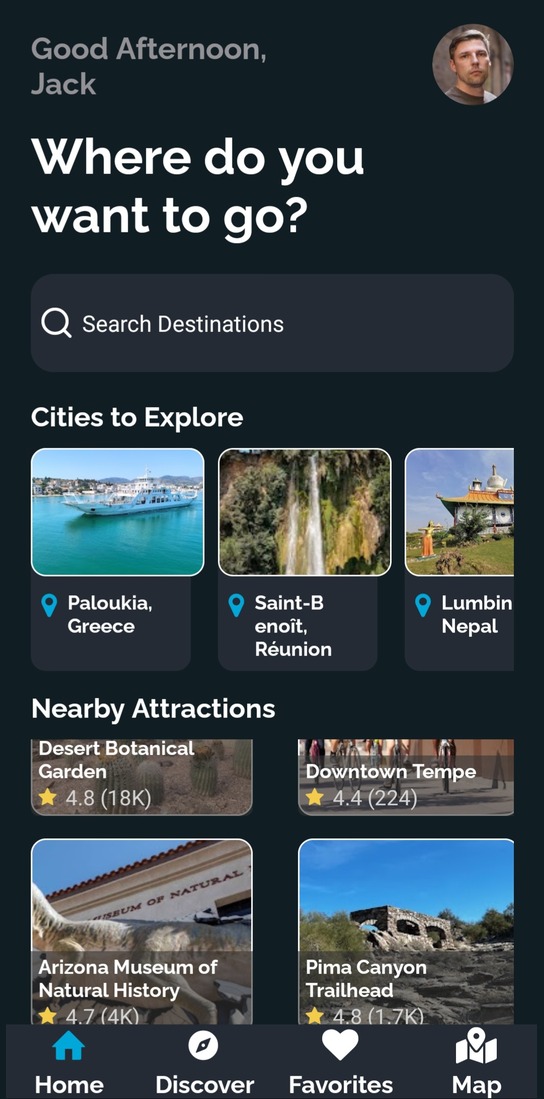 Good Afternoon,
Jack
Where do you
want to go?
Search Destinations
Cities to Explore
Paloukia,
Greece
Saint-B
enoît,
Réunion
Lumbin
Nepal
Nearby Attractions
Desert Botanical
Garden
4.8 (18K)
Downtown Tempe
4.4 (224)
MUSEUM OF NATURAL
Arizona Museum of
Natural History
4.7 (4K)
Pima Canyon
Trailhead
4.8 (1.7K)
Home
Discover
Favorites
Map